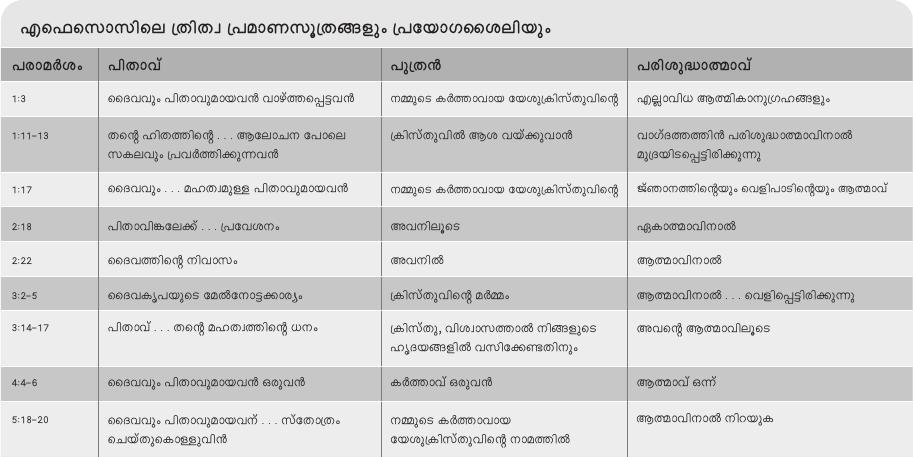 എഫെസൊസിലെ ത്രിത്വ പ്രമാണസൂത്രങ്ങളും പ്രയോഗശൈലിയും
പരാമർശം പിതാവ് പുത്രൻ പരിശുദ്ധാത്മാവ്
1:3 ദൈവവും പിതാവുമായവൻ വാഴ്ത്തപ്പെട്ടവൻ നമ്മുടെ കർത്താവായ യേശുക്രിസ്തുവിന്റെ എല്ലാവിധ ആത്മികാനുഗ്രഹങ്ങളും
1:11–13 തന്റെ ഹിതത്തിന്റെ . . . ആലോചന പോലെ ക്രിസ്തുവിൽ ആശ വയ്ക്കുവാൻ വാഗ്ദത്തത്തിൻ പരിശുദ്ധാത്മാവിനാൽ
സകലവും പ്രവർത്തിക്കുന്നവൻ മുദ്രയിടപ്പെട്ടിരിക്കുന്നു
1:17 ദൈവവും . . . മഹത്വമുള്ള പിതാവുമായവൻ നമ്മുടെ കർത്താവായ യേശുക്രിസ്തുവിന്റെ ജ്ഞാനത്തിന്റെയും വെളിപാടിന്റെയും ആത്മാവ്
2:18 പിതാവിങ്കലേക്ക് . . . പ്രവേശനം അവനിലൂടെ ഏകാത്മാവിനാൽ
2:22 ദൈവത്തിന്റെ നിവാസം അവനിൽ ആത്മാവിനാൽ
3:2–5 ദൈവകൃപയുടെ മേൽനോട്ടക്കാര്യം ക്രിസ്തുവിന്റെ മർമ്മം ആത്മാവിനാൽ . . . വെളിപ്പെട്ടിരിക്കുന്നു
3:14–17 പിതാവ് . . . തന്റെ മഹത്വത്തിന്റെ ധനം ക്രിസ്തു, വിശ്വാസത്താൽ നിങ്ങളുടെ അവന്റെ ആത്മാവിലൂടെ
ഹൃദയങ്ങളിൽ വസിക്കേണ്ടതിനും
4:4–6 ദൈവവും പിതാവുമായവൻ ഒരുവൻ കർത്താവ് ഒരുവൻ ആത്മാവ് ഒന്ന്
5:18–20 ദൈവവും പിതാവുമായവന് . . . സ്തോത്രം നമ്മുടെ കർത്താവായ ആത്മാവിനാൽ നിറയുക
ചെയ്തുകൊള്ളുവിൻ യേശുക്രിസ്തുവിന്റെ നാമത്തിൽ